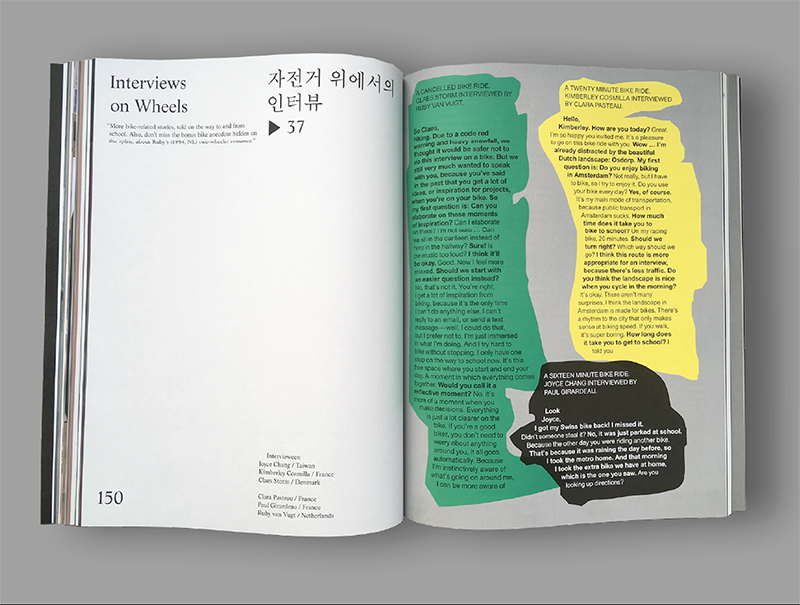 Interviews
on Wheels
"More bike-related stories, told on the way to and from
school. Also, don't miss the bonus bike anecdote hidden on
the spine, about Ruby's (1994, NL) two-wheeler romance."
자전거 위에서의
인터뷰
▶ 37
Interviewees:
Joyce Chang / Taiwan
Kimberley Cosmilla / France
Claes Storm / Denmark
Clara Pasteau / France
Paul Girardeau / France
Ruby van Vugt / Netherlands
150
A CANCELLED BIKE RIDE.
CLAES STORM INTERVIEWED BY
RUBY VAN VUGT.
So Claes,
biking. Due to a code red
warning and heavy snowfall, we
thought it would be safer not to
do this interview on a bike. But we
still very much wanted to speak
with you, because you've said
in the past that you get a lot of
ideas, or inspiration for projects,
when you're on your bike. So
my first question is: Can you
elaborate on those moments
of inspiration? Can I elaborate
on them? I'm not sure ... Can
we sit in the canteen instead of
here in the hallway? Sure! Is
the music too loud? I think it'll
be okay. Good. Now I feel more
relaxed. Should we start with
an easier question instead?
No, that's not it. You're right,
I get a lot of inspiration from
biking, because it's the only time
I can't do anything else. I can't
reply to an email, or send a text
message—well, I could do that,
but I prefer not to. I'm just immersed
in what I'm doing. And I try hard to
bike without stopping. I only have one
stop on the way to school now. It's this
free space where you start and end your
day. A moment in which everything comes
together. Would you call it a
reflective moment? No. It's
more of a moment when you
make decisions. Everything
is just a lot clearer on the
bike. If you're a good
biker, you don't need to
worry about anything
around you, it all goes
automatically. Because
I'm instinctively aware of
what's going on around me,
I can be more aware of
A TWENTY MINUTE BIKE RIDE.
KIMBERLEY COSMILLA INTERVIEWED
BY CLARA PASTEAU.
Hello,
Kimberley. How are you today? Great.
I'm so happy you invited me. It's a pleasure
to go on this bike ride with you. Wow ... I'm
already distracted by the beautiful
Dutch landscape: Osdorp. My first
question is: Do you enjoy biking
in Amsterdam? Not really, but I have
to bike, so I try to enjoy it. Do you use
your bike every day? Yes, of course.
It's my main mode of transportation,
because public transport in
Amsterdam sucks. How much
time does it take you to
bike to school? On my racing
bike, 20 minutes. Should we
turn right? Which way should we
go? I think this route is more
appropriate for an interview,
because there's less traffic. Do
you think the landscape is nice
when you cycle in the morning?
It's okay. There aren't many
surprises. I think the landscape in
Amsterdam is made for bikes. There's
a rhythm to the city that only makes
sense at biking speed. If you walk,
it's super boring. How long does
it take you to get to school? I
told you
A SIXTEEN MINUTE BIKE RIDE.
JOYCE CHANG INTERVIEWED BY
PAUL GIRARDEAU.
Look
Joyce,
I got my Swiss bike back! I missed it.
Didn't someone steal it? No, it was just parked at school.
Because the other day you were riding another bike.
That's because it was raining the day before, so
I took the metro home. And that morning
I took the extra bike we have at home,
which is the one you saw. Are you
looking up directions?